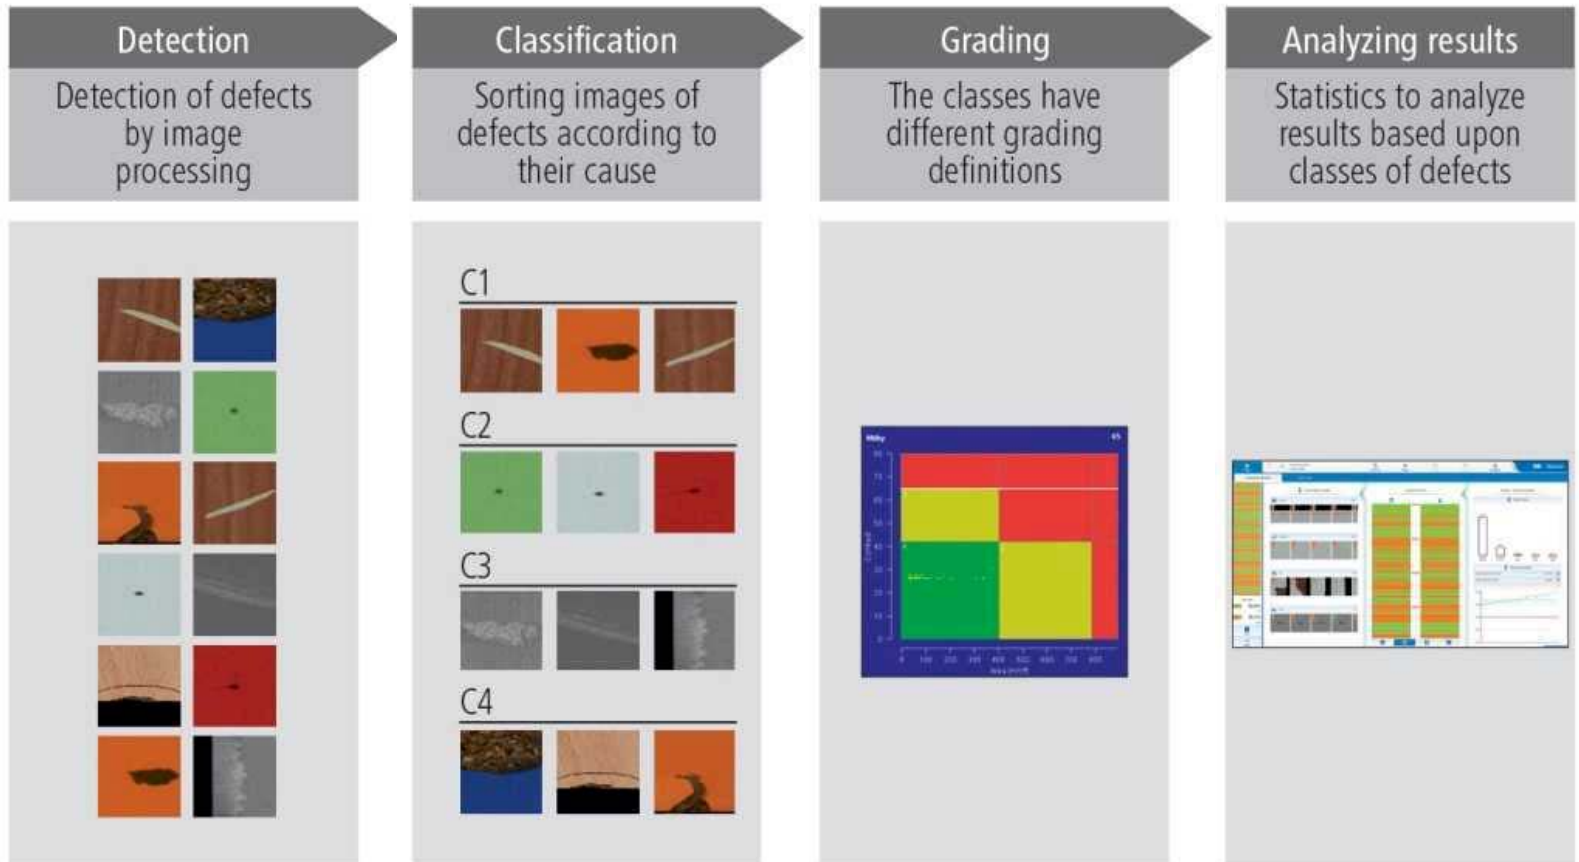 Detection
Detection of defects
by image
processing
Classification
Sorting images of
defects according to
their cause
C1
C2
C3
C4
Grading
The classes have
different grading
definitions
Analyzing results
Statistics to analyze
results based upon
classes of defects